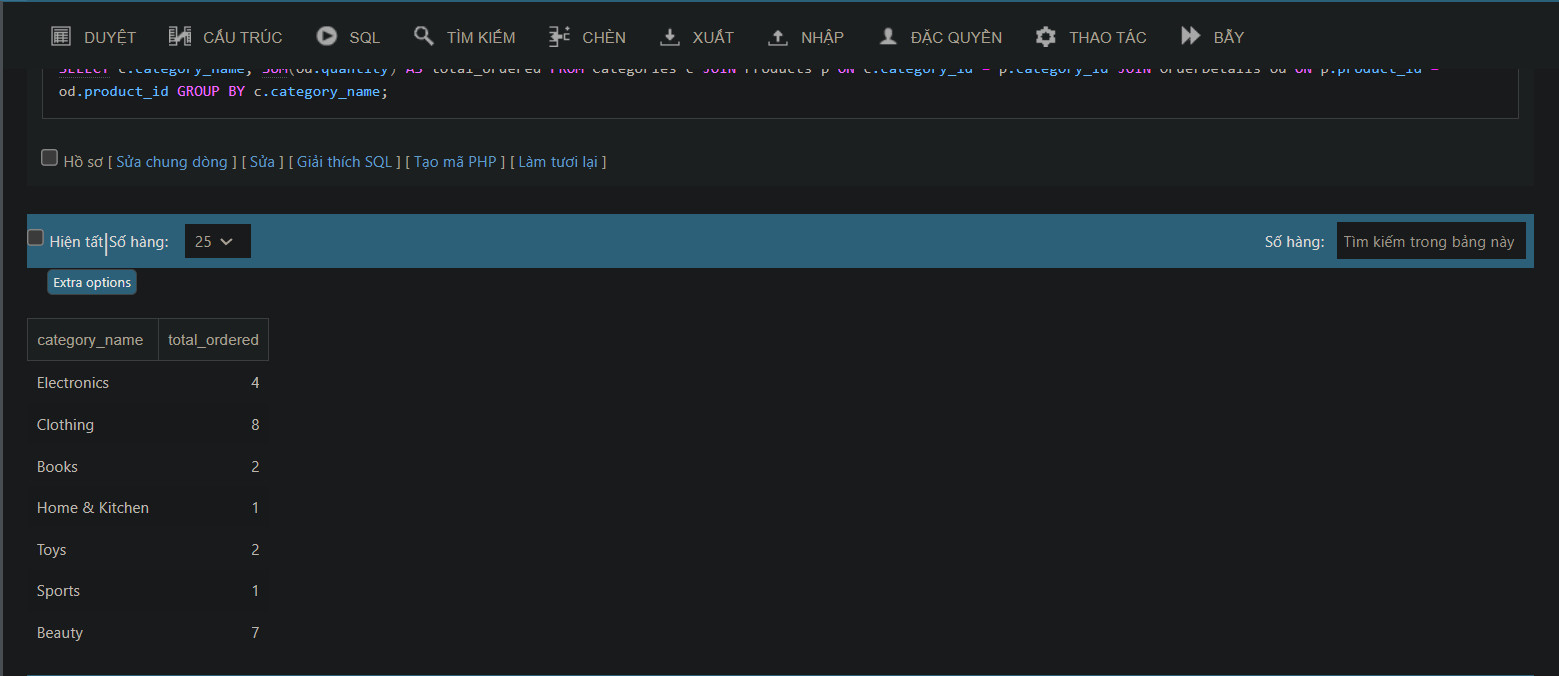 DUYỆT CẤU TRÚC SQL TÌM KIẾM CHÈN XUẤT NHẬP ĐẶC QUYỀN THAO TÁC BẪY
SELECT c.category_name, SUM(od.quantity) AS total_ordered FROM Categories c JOIN Products p ON c.category_id = p.category_id JOIN OrderDetails od ON p.product_id =
od.product_id GROUP BY c.category_name;
Hồ sơ [ Sửa chung dòng ] [ Sửa ] [ Giải thích SQL ] [ Tạo mã PHP ] [ Làm tươi lại ]
Hiện tất Số hàng: 25 Số hàng: Tìm kiếm trong bảng này
Extra options
category_name total_ordered
Electronics 4
Clothing 8
Books 2
Home & Kitchen 1
Toys 2
Sports 1
Beauty 7